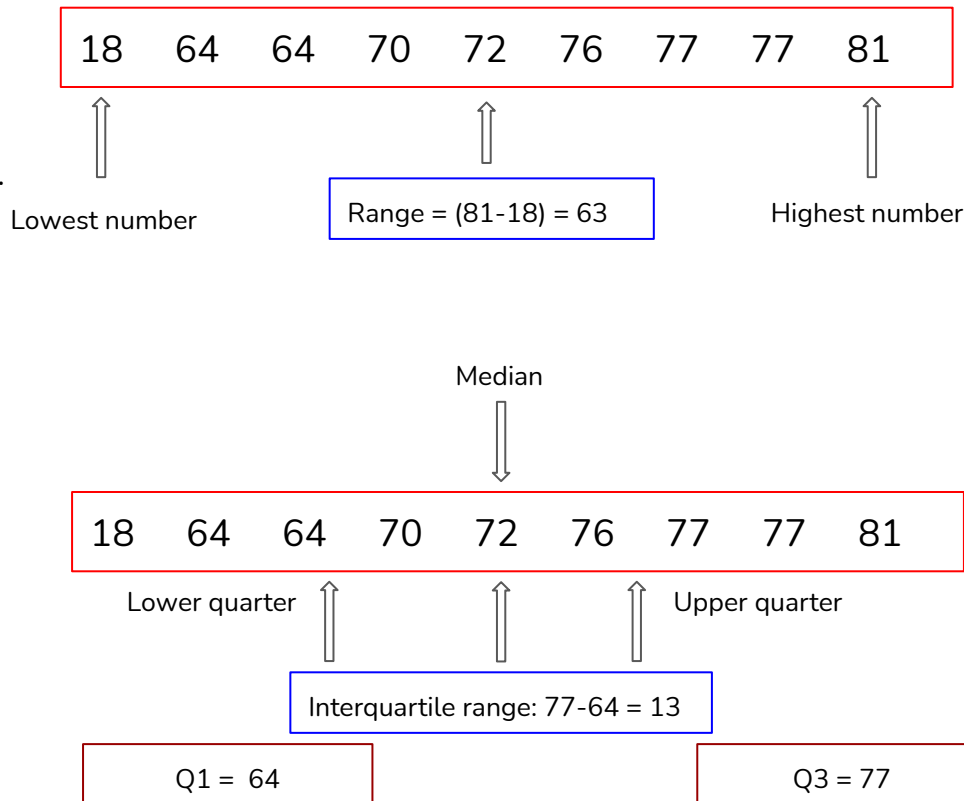 18 64 64 70 72 76 77 77 81
.
Lowest number
Range = (81-18) = 63
Highest number
Median
18 64 64 70 72 76 77 77 81
Lower quarter
Upper quarter
Interquartile range: 77-64 = 13
Q1 = 64
Q3 = 77